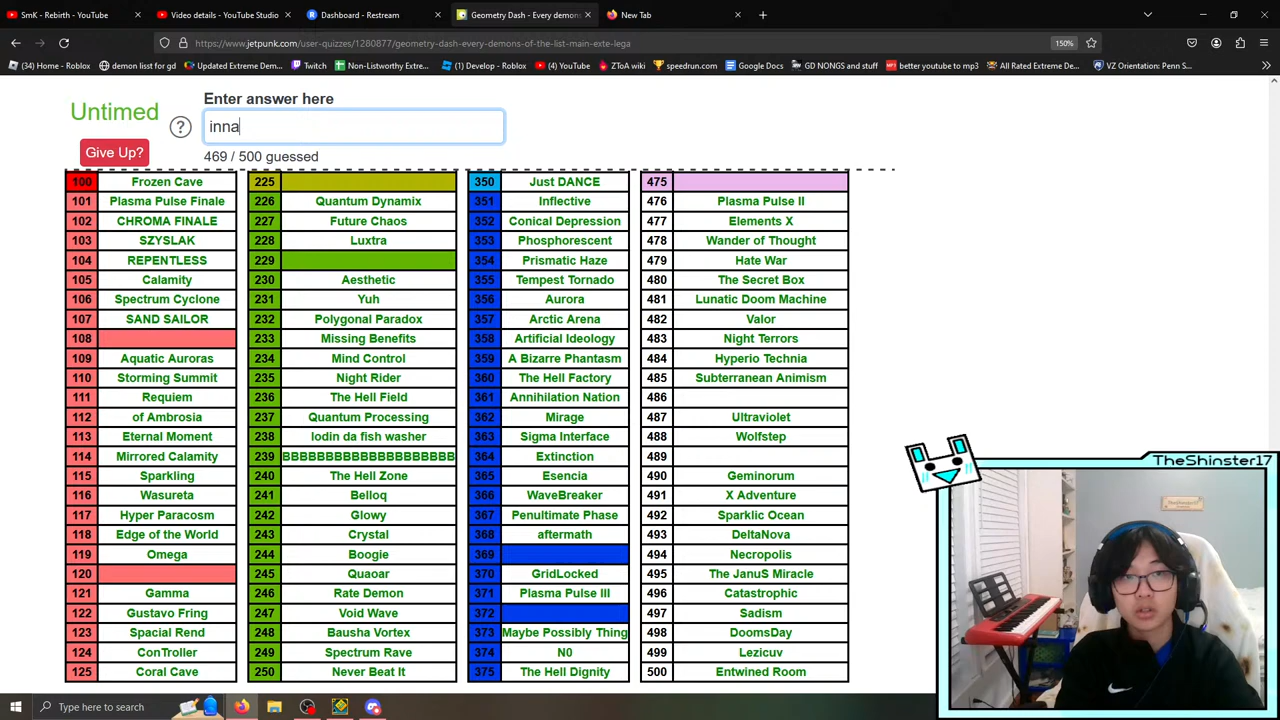 SmK - Rebirth - YouTube
Video details - YouTube Studio
Dashboard - Restream
Geometry Dash - Every demons
New Tab
https://www.jetpunk.com/user-quizzes/1280877/geometry-dash-every-demons-of-the-list-main-exte-lega
150%
(34) Home - Roblox
demon lisst for gd
Updated Extreme Dem...
Twitch
Non-Listworthy Extre...
(1) Develop - Roblox
(4) YouTube
ZToA wiki
speedrun.com
Google Docs
GD NONGS and stuff
better youtube to mp3
All Rated Extreme De...
VZ Orientation: Penn S...
Untimed
Enter answer here
?
inna
Give Up?
469 / 500 guessed
100 Frozen Cave 225 350 Just DANCE 475
101 Plasma Pulse Finale 226 Quantum Dynamix 351 Inflective 476 Plasma Pulse II
102 CHROMA FINALE 227 Future Chaos 352 Conical Depression 477 Elements X
103 SZYSLAK 228 Luxtra 353 Phosphorescent 478 Wander of Thought
104 REPENTLESS 229 354 Prismatic Haze 479 Hate War
105 Calamity 230 Aesthetic 355 Tempest Tornado 480 The Secret Box
106 Spectrum Cyclone 231 Yuh 356 Aurora 481 Lunatic Doom Machine
107 SAND SAILOR 232 Polygonal Paradox 357 Arctic Arena 482 Valor
108 233 Missing Benefits 358 Artificial Ideology 483 Night Terrors
109 Aquatic Auroras 234 Mind Control 359 A Bizarre Phantasm 484 Hyperio Technia
110 Storming Summit 235 Night Rider 360 The Hell Factory 485 Subterranean Animism
111 Requiem 236 The Hell Field 361 Annihilation Nation 486
112 of Ambrosia 237 Quantum Processing 362 Mirage 487 Ultraviolet
113 Eternal Moment 238 lodin da fish washer 363 Sigma Interface 488 Wolfstep
114 Mirrored Calamity 239 BBBBBBBBBBBBBBBBBBBB 364 Extinction 489
115 Sparkling 240 The Hell Zone 365 Esencia 490 Geminorum
116 Wasureta 241 Belloq 366 WaveBreaker 491 X Adventure
117 Hyper Paracosm 242 Glowy 367 Penultimate Phase 492 Sparklic Ocean
118 Edge of the World 243 Crystal 368 aftermath 493 DeltaNova
119 Omega 244 Boogie 369 494 Necropolis
120 245 Quaoar 370 GridLocked 495 The JanuS Miracle
121 Gamma 246 Rate Demon 371 Plasma Pulse III 496 Catastrophic
122 Gustavo Fring 247 Void Wave 372 497 Sadism
123 Spacial Rend 248 Bausha Vortex 373 Maybe Possibly Thing 498 DoomsDay
124 ConTroller 249 Spectrum Rave 374 N0 499 Lezicuv
125 Coral Cave 250 Never Beat It 375 The Hell Dignity 500 Entwined Room
TheShinster17
Type here to search